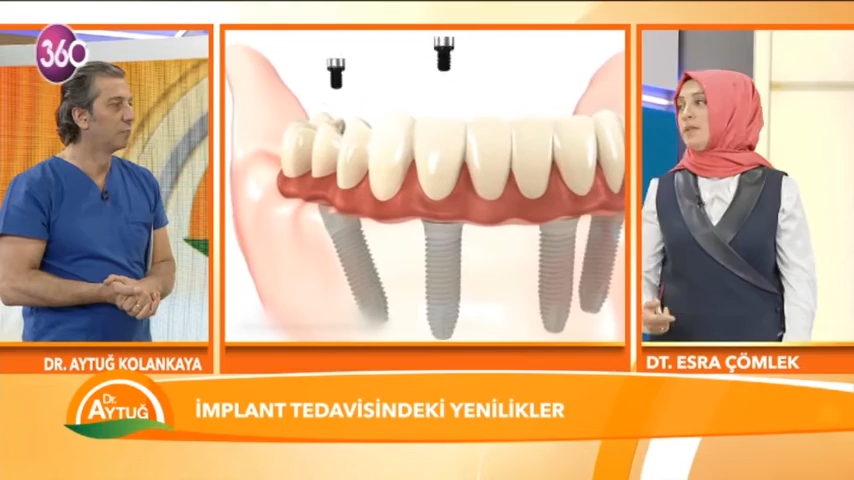 360
DR. AYTUĞ KOLANKAYA
DT. ESRA ÇÖMLEK
Dr.
AYTUĞ
İMPLANT TEDAVİSİNDEKİ YENİLİKLER